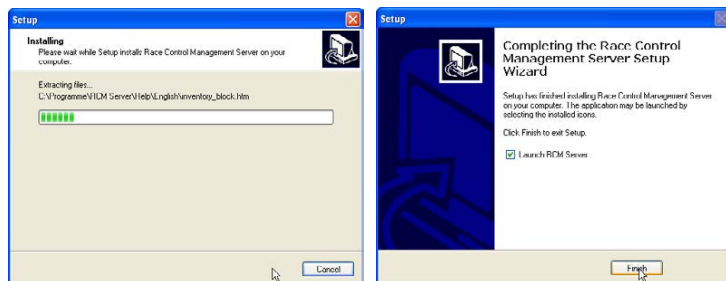 Setup
Installing
Please wait while Setup installs Race Control Management Server on your
computer.
Extracting files...
C:\Programme\RCM Server\Help\English\inventory_block.htm
Cancel
Setup
Completing the Race Control
Management Server Setup
Wizard
Setup has finished installing Race Control Management Server
on your computer. The application may be launched by
selecting the installed icons.
Click Finish to exit Setup.
Launch RCM Server
Finish